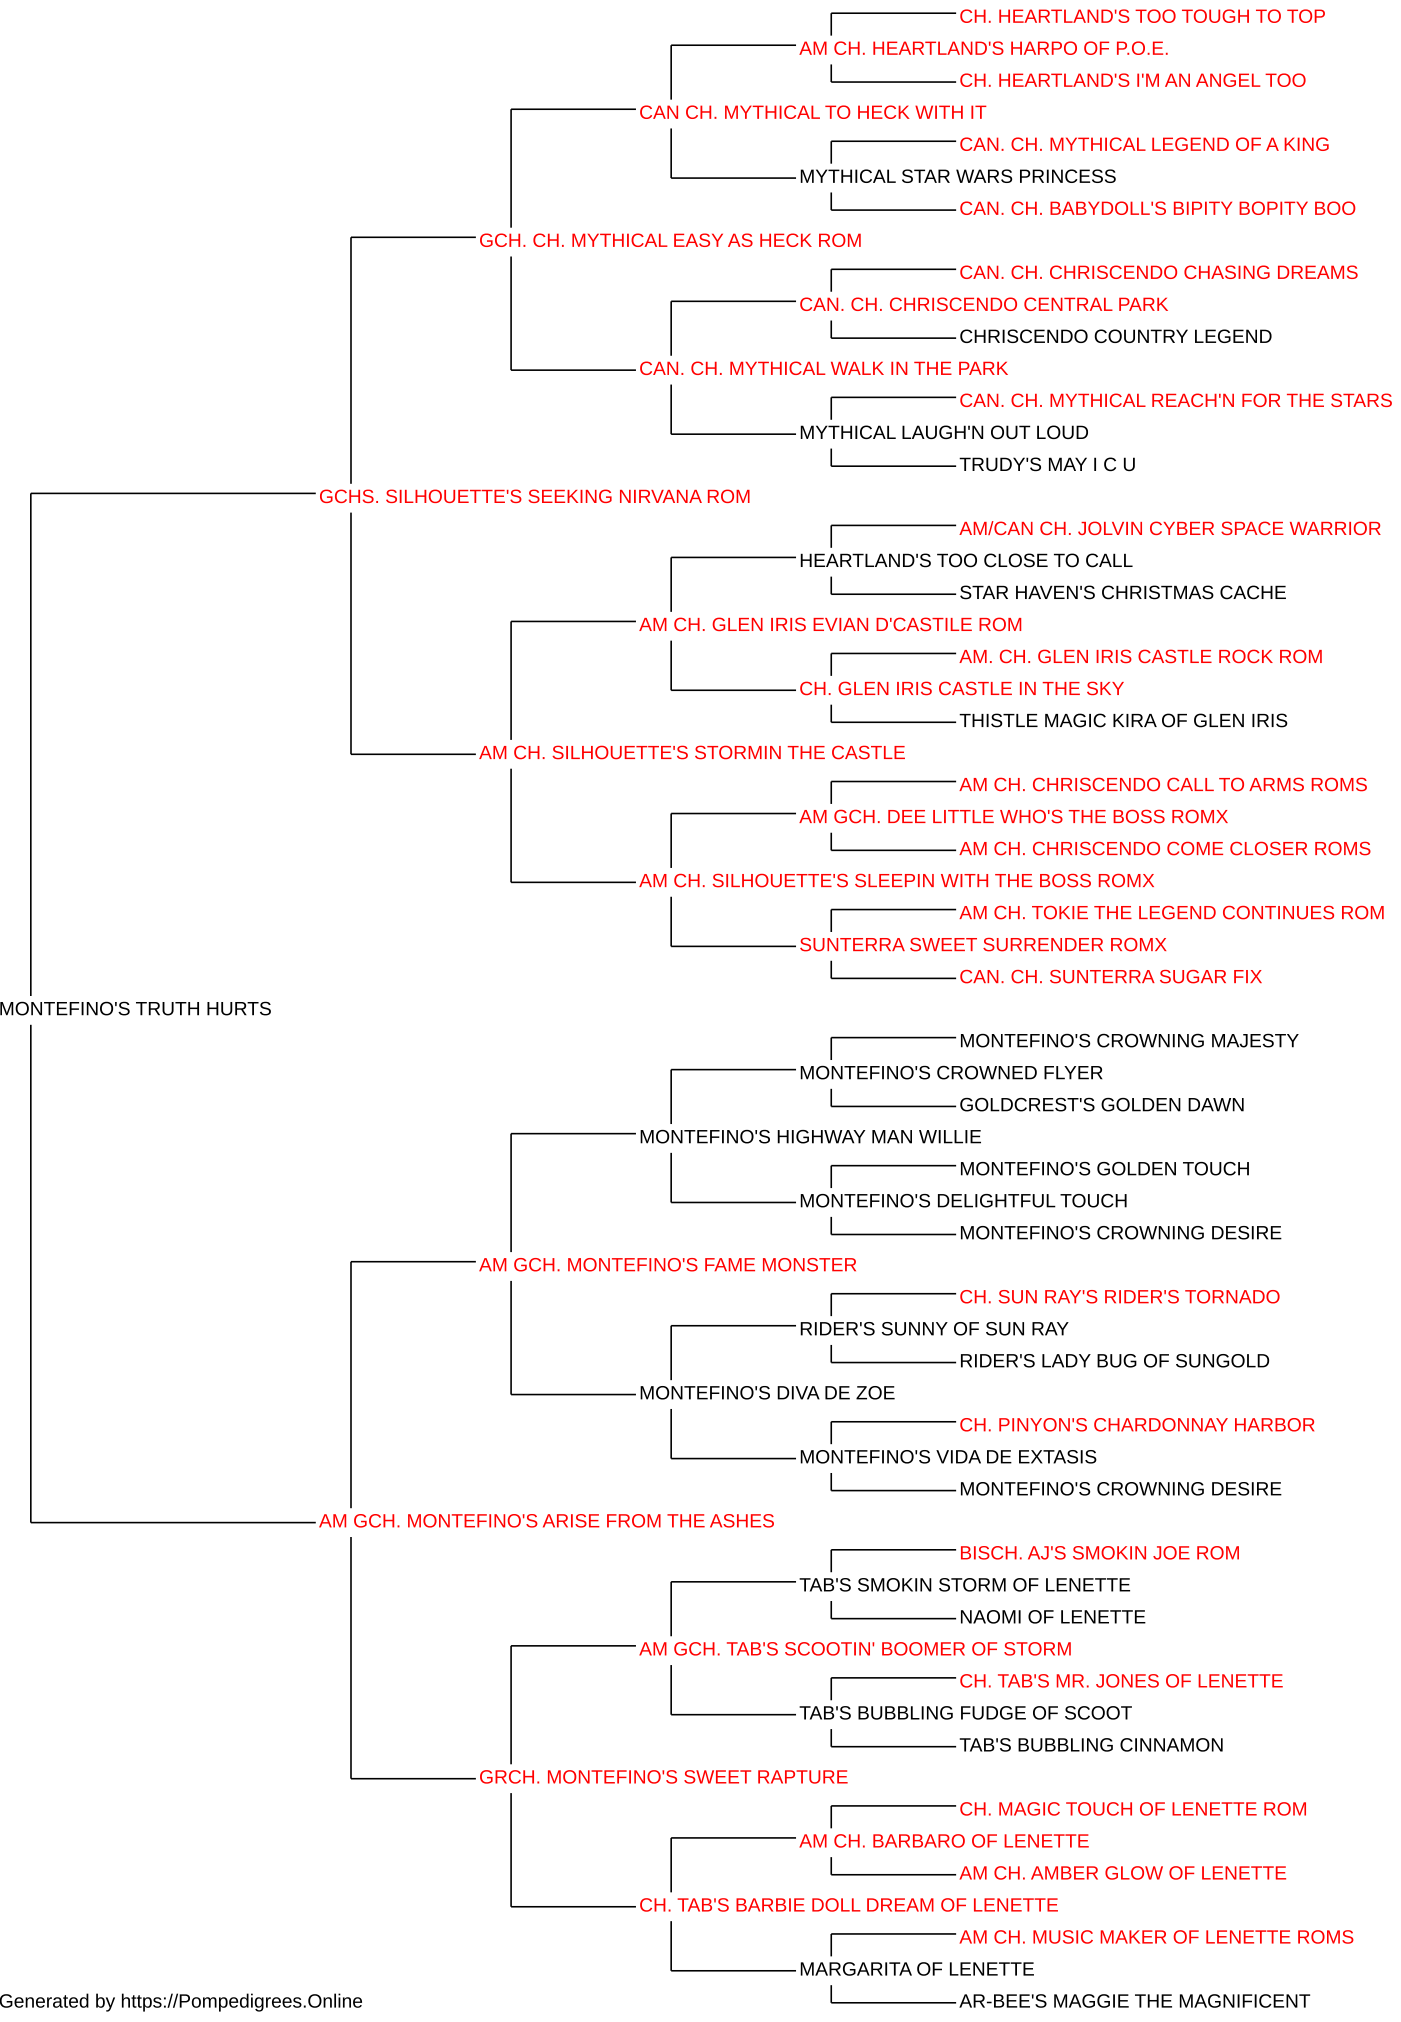 CH. HEARTLAND'S TOO TOUGH TO TOP
AM CH. HEARTLAND'S HARPO OF P.O.E.
CH. HEARTLAND'S I'M AN ANGEL TOO
CAN CH. MYTHICAL TO HECK WITH IT
CAN. CH. MYTHICAL LEGEND OF A KING
MYTHICAL STAR WARS PRINCESS
CAN. CH. BABYDOLL'S BIPITY BOPITY BOO
GCH. CH. MYTHICAL EASY AS HECK ROM
CAN. CH. CHRISCENDO CHASING DREAMS
CAN. CH. CHRISCENDO CENTRAL PARK
CHRISCENDO COUNTRY LEGEND
CAN. CH. MYTHICAL WALK IN THE PARK
CAN. CH. MYTHICAL REACH'N FOR THE STARS
MYTHICAL LAUGH'N OUT LOUD
TRUDY'S MAY I C U
GCHS. SILHOUETTE'S SEEKING NIRVANA ROM
AM/CAN CH. JOLVIN CYBER SPACE WARRIOR
HEARTLAND'S TOO CLOSE TO CALL
STAR HAVEN'S CHRISTMAS CACHE
AM CH. GLEN IRIS EVIAN D'CASTILE ROM
AM. CH. GLEN IRIS CASTLE ROCK ROM
CH. GLEN IRIS CASTLE IN THE SKY
THISTLE MAGIC KIRA OF GLEN IRIS
AM CH. SILHOUETTE'S STORMIN THE CASTLE
AM CH. CHRISCENDO CALL TO ARMS ROMS
AM GCH. DEE LITTLE WHO'S THE BOSS ROMX
AM CH. CHRISCENDO COME CLOSER ROMS
AM CH. SILHOUETTE'S SLEEPIN WITH THE BOSS ROMX
AM CH. TOKIE THE LEGEND CONTINUES ROM
SUNTERRA SWEET SURRENDER ROMX
CAN. CH. SUNTERRA SUGAR FIX
MONTEFINO'S TRUTH HURTS
MONTEFINO'S CROWNING MAJESTY
MONTEFINO'S CROWNED FLYER
GOLDCREST'S GOLDEN DAWN
MONTEFINO'S HIGHWAY MAN WILLIE
MONTEFINO'S GOLDEN TOUCH
MONTEFINO'S DELIGHTFUL TOUCH
MONTEFINO'S CROWNING DESIRE
AM GCH. MONTEFINO'S FAME MONSTER
CH. SUN RAY'S RIDER'S TORNADO
RIDER'S SUNNY OF SUN RAY
RIDER'S LADY BUG OF SUNGOLD
MONTEFINO'S DIVA DE ZOE
CH. PINYON'S CHARDONNAY HARBOR
MONTEFINO'S VIDA DE EXTASIS
MONTEFINO'S CROWNING DESIRE
AM GCH. MONTEFINO'S ARISE FROM THE ASHES
BISCH. AJ'S SMOKIN JOE ROM
TAB'S SMOKIN STORM OF LENETTE
NAOMI OF LENETTE
AM GCH. TAB'S SCOOTIN' BOOMER OF STORM
CH. TAB'S MR. JONES OF LENETTE
TAB'S BUBBLING FUDGE OF SCOOT
TAB'S BUBBLING CINNAMON
GRCH. MONTEFINO'S SWEET RAPTURE
CH. MAGIC TOUCH OF LENETTE ROM
AM CH. BARBARO OF LENETTE
AM CH. AMBER GLOW OF LENETTE
CH. TAB'S BARBIE DOLL DREAM OF LENETTE
AM CH. MUSIC MAKER OF LENETTE ROMS
MARGARITA OF LENETTE
AR-BEE'S MAGGIE THE MAGNIFICENT
Generated by https://Pompedigrees.Online